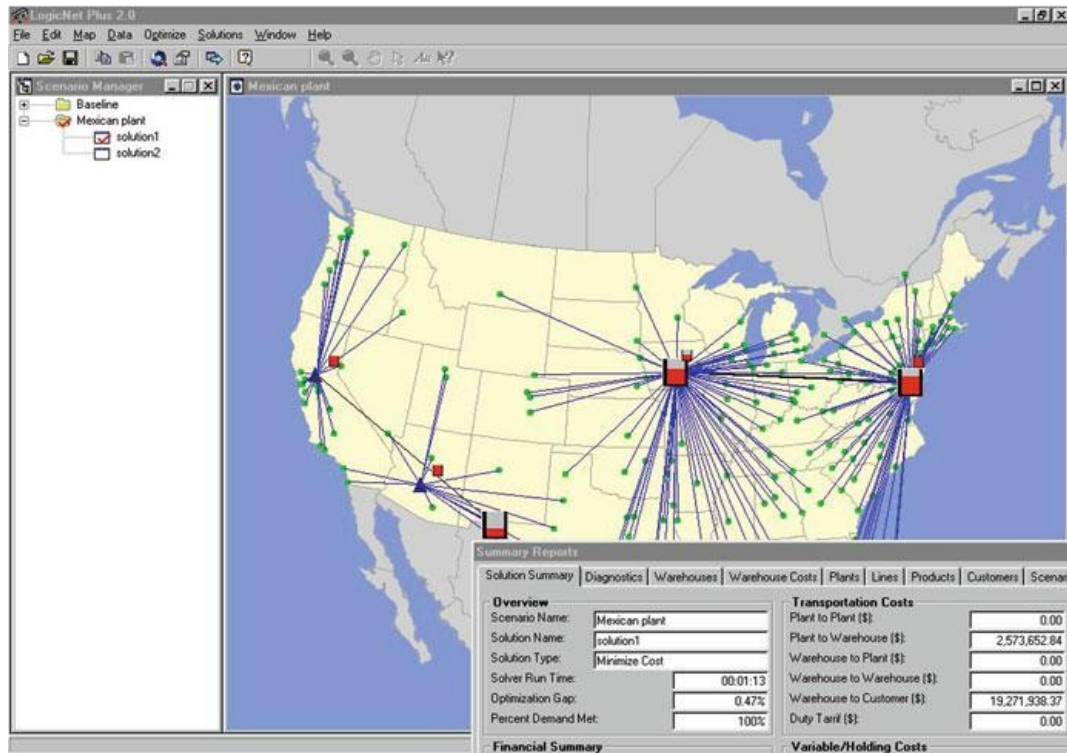 LogicNet Plus 2.0
File Edit Map Data Optimize Solutions Window Help
Scenario Manager
Baseline
Mexican plant
solution1
solution2
Mexican plant
Summary Reports
Solution Summary Diagnostics Warehouses Warehouse Costs Plants Lines Products Customers Scenari
Overview
Scenario Name: Mexican plant
Solution Name: solution1
Solution Type: Minimize Cost
Solver Run Time: 00:01:13
Optimization Gap: 0.47%
Percent Demand Met: 100%
Financial Summary
Transportation Costs
Plant to Plant ($): 0.00
Plant to Warehouse ($): 2,573,652.84
Warehouse to Plant ($): 0.00
Warehouse to Warehouse ($): 0.00
Warehouse to Customer ($): 19,271,938.37
Duty Tarrif ($): 0.00
Variable/Holding Costs